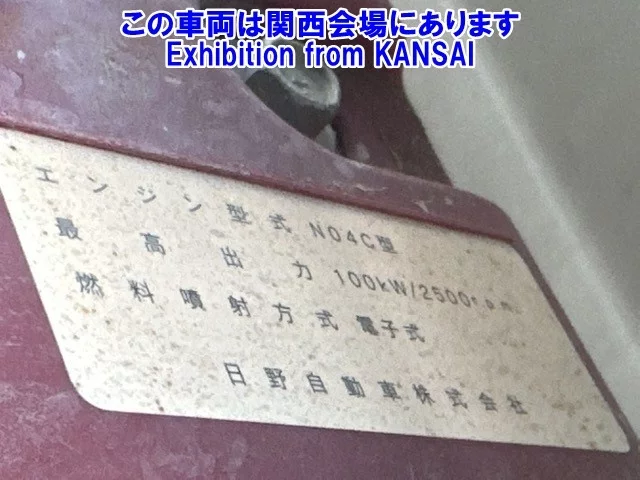 この車両は関西会場にあります
Exhibition from KANSAI
エンジン型式 N04C型
最高出力 100kW/2500r.p.m.
燃料噴射方式 電子式
日野自動車株式会社